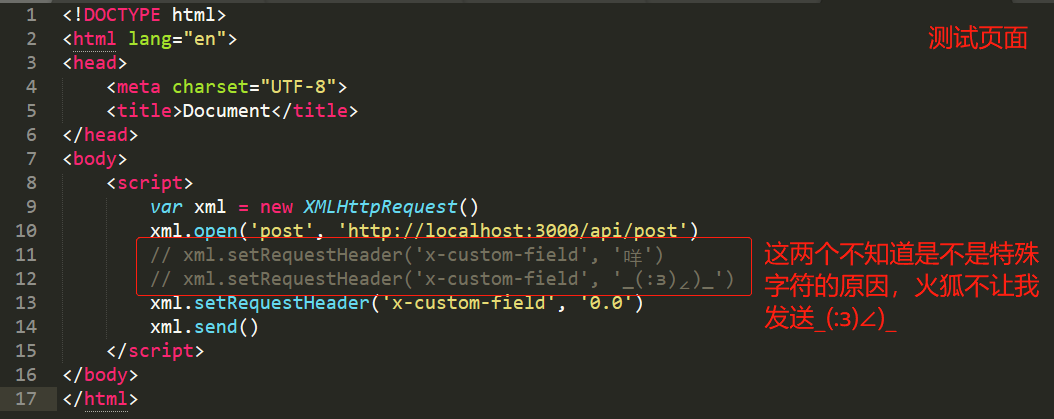 1 <!DOCTYPE html>
2 <html lang="en">
测试页面
3 <head>
4 <meta charset="UTF-8">
5 <title>Document</title>
6 </head>
7 <body>
8 <script>
9 var xml = new XMLHttpRequest()
10 xml.open('post', 'http://localhost:3000/api/post')
11 // xml.setRequestHeader('x-custom-field', '咩')
12 // xml.setRequestHeader('x-custom-field', '_(:з)∠)_')
这两个不知道是不是特殊
字符的原因，火狐不让我
发送_(:з)∠)_
13 xml.setRequestHeader('x-custom-field', '0.0')
14 xml.send()
15 </script>
16 </body>
17 </html>